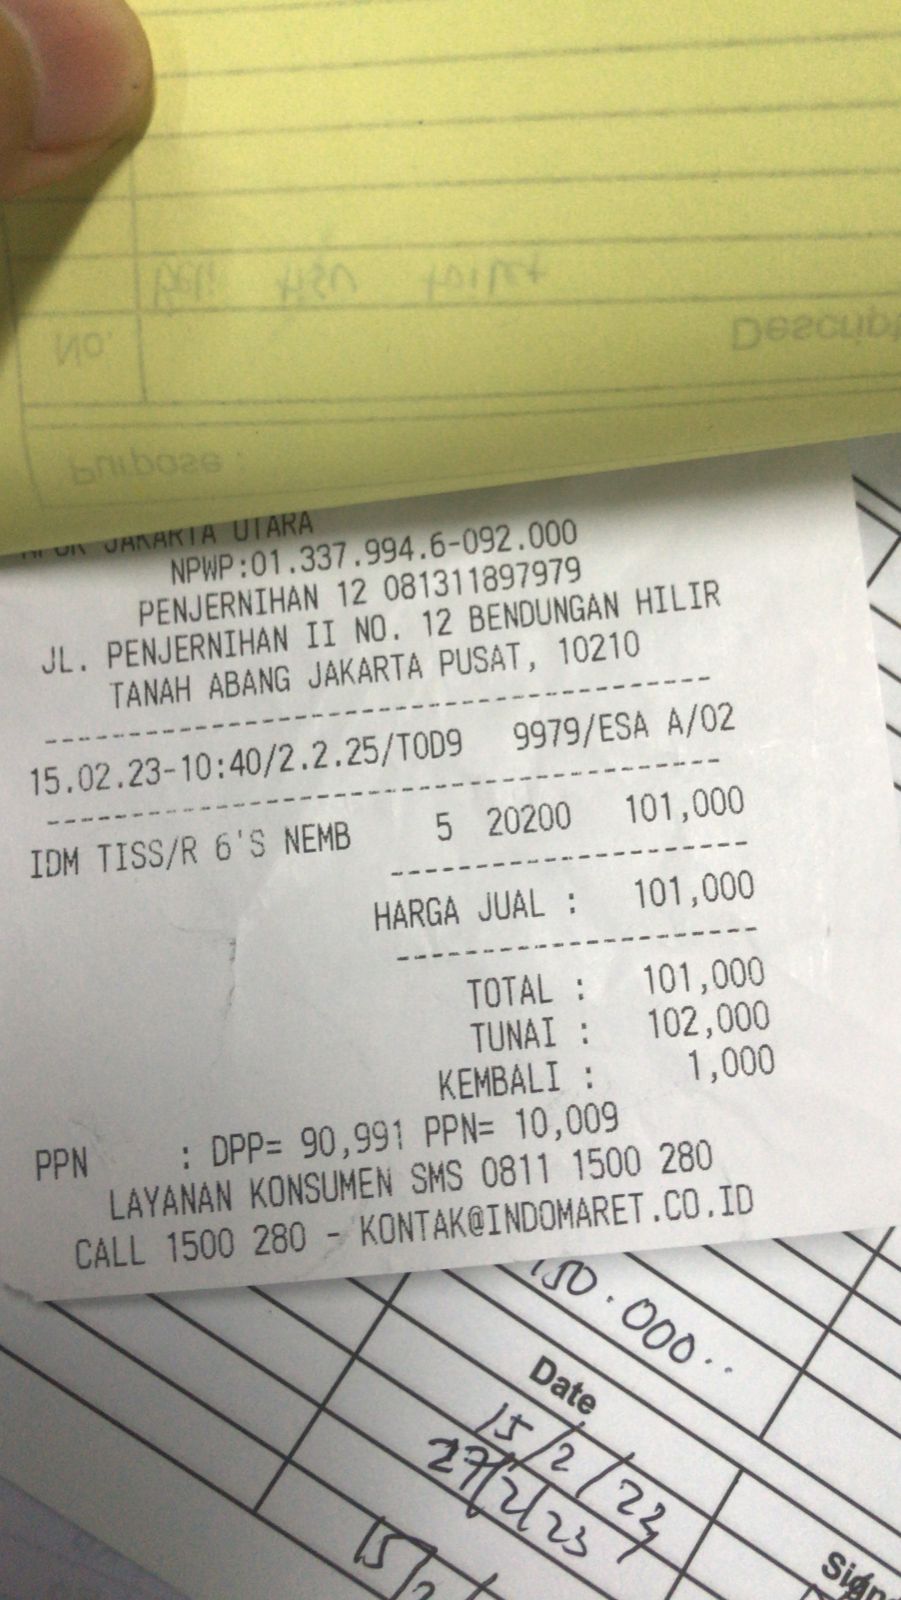 Beli tisu toilet
No. Descript
Purpose :
JAKARTA UTARA
NPWP:01.337.994.6-092.000
PENJERNIHAN 12 081311897979
JL. PENJERNIHAN II NO. 12 BENDUNGAN HILIR
TANAH ABANG JAKARTA PUSAT, 10210
15.02.23-10:40/2.2.25/T0D9 9979/ESA A/02
IDM TISS/R 6'S NEMB 5 20200 101,000
HARGA JUAL : 101,000
TOTAL : 101,000
TUNAI : 102,000
KEMBALI : 1,000
PPN : DPP= 90,991 PPN= 10,009
LAYANAN KONSUMEN SMS 0811 1500 280
CALL 1500 280 - KONTAK@INDOMARET.CO.ID
150.000..
Date
15/2/23
27/2/23
15/2/
Sign